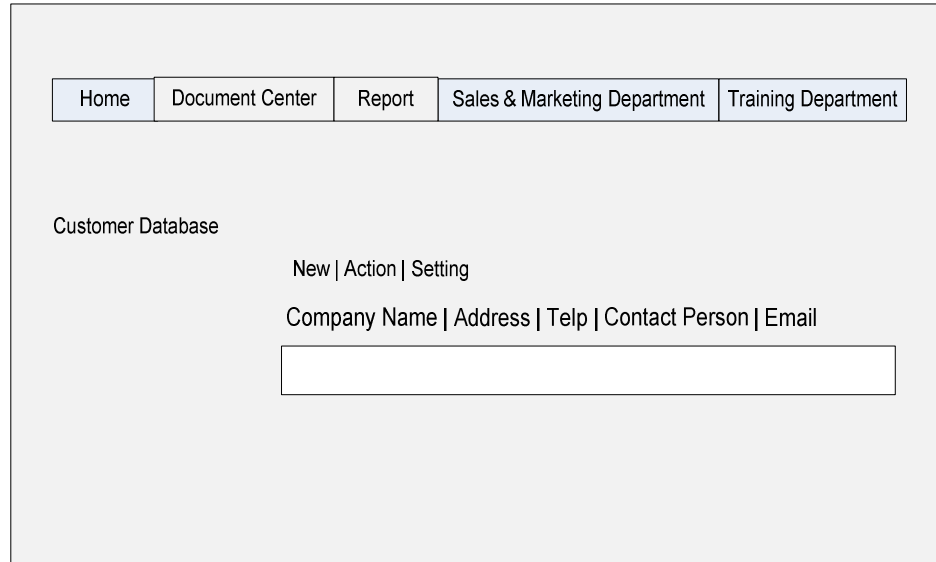 Home Document Center Report Sales & Marketing Department Training Department
Customer Database
New | Action | Setting
Company Name | Address | Telp | Contact Person | Email